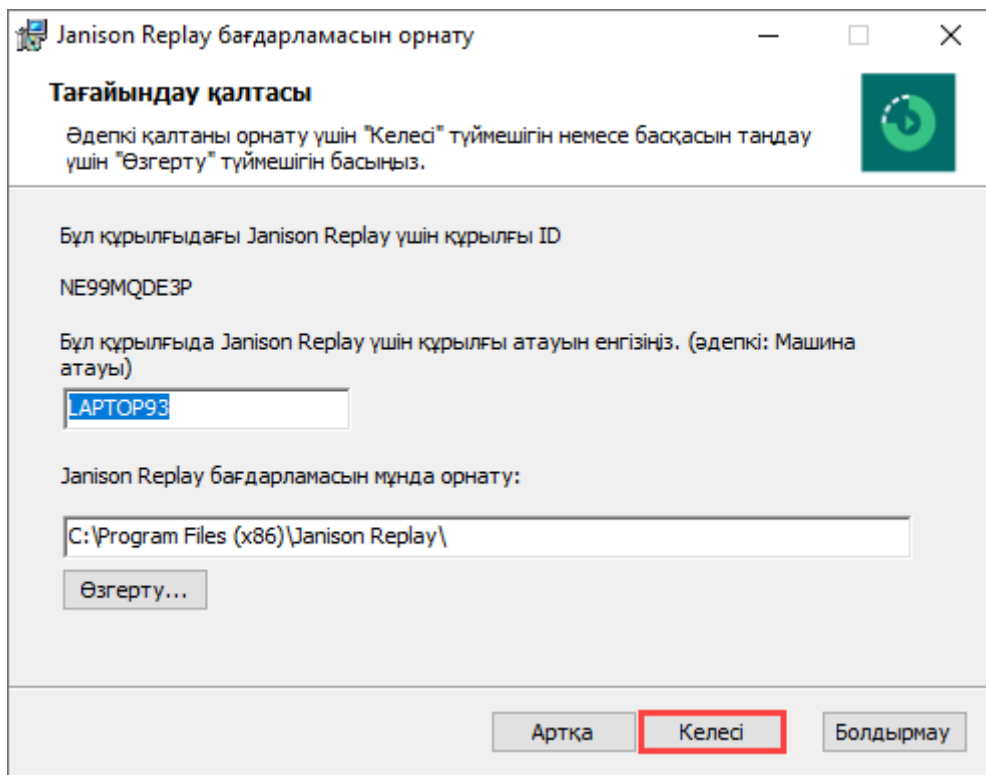 Janison Replay бағдарламасын орнату
Тағайындау қалтасы
Әдепкі қалтаны орнату үшін "Келесі" түймешігін немесе басқасын таңдау
үшін "Өзгерту" түймешігін басыңыз.
Бұл құрылғыдағы Janison Replay үшін құрылғы ID
NE99MQDE3P
Бұл құрылғыда Janison Replay үшін құрылғы атауын енгізіңіз. (әдепкі: Машина
атауы)
LAPTOP93
Janison Replay бағдарламасын мұнда орнату:
C:\Program Files (x86)\Janison Replay\
Өзгерту...
Артқа Келесі Болдырмау